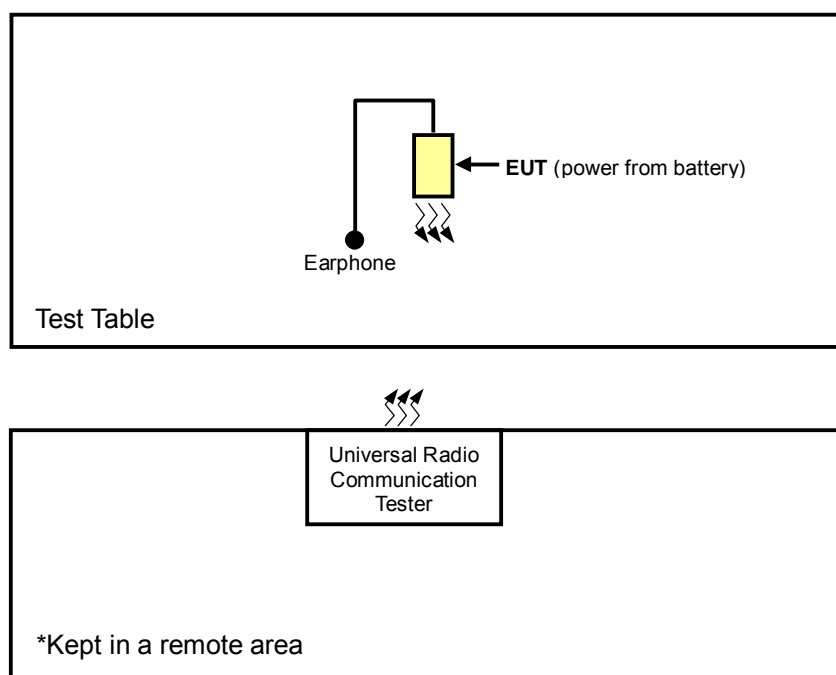 EUT (power from battery)
Earphone
Test Table
Universal Radio
Communication
Tester
*Kept in a remote area